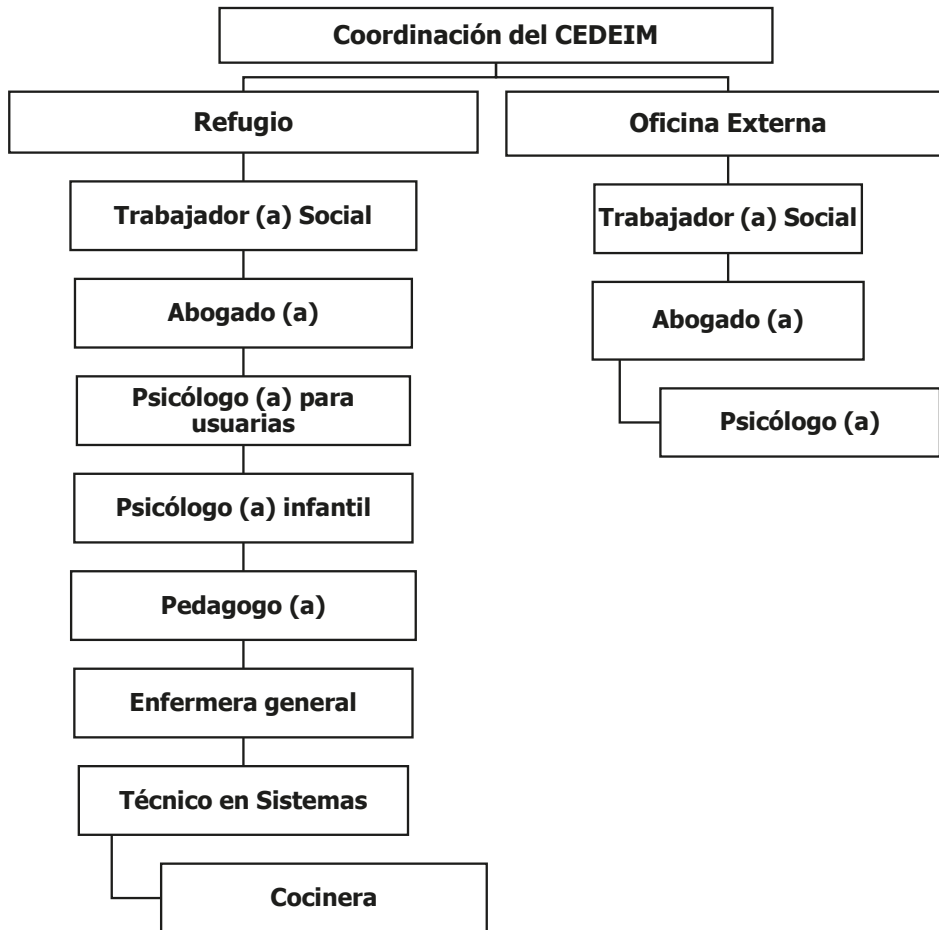 Coordinación del CEDEIM
Refugio
Oficina Externa
Trabajador (a) Social
Trabajador (a) Social
Abogado (a)
Abogado (a)
Psicólogo (a) para
usuarias
Psicólogo (a)
Psicólogo (a) infantil
Pedagogo (a)
Enfermera general
Técnico en Sistemas
Cocinera